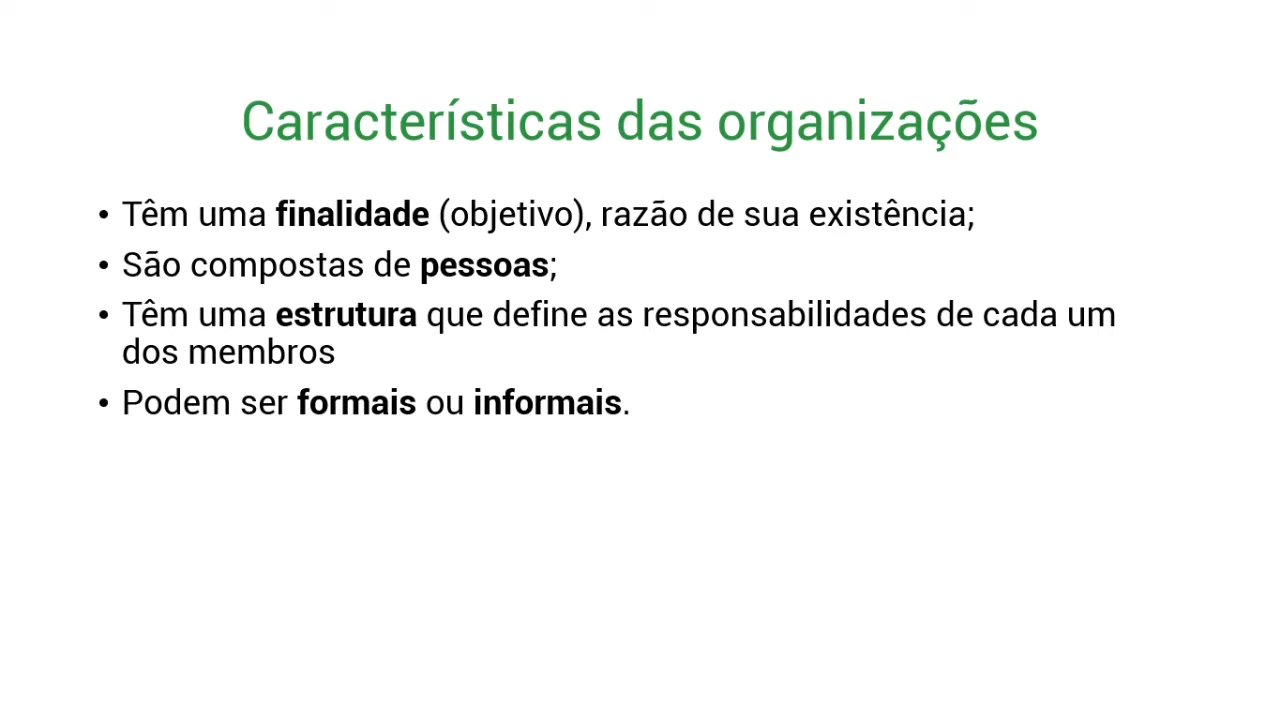 Características das organizações
• Têm uma finalidade (objetivo), razão de sua existência;
• São compostas de pessoas;
• Têm uma estrutura que define as responsabilidades de cada um
dos membros
• Podem ser formais ou informais.